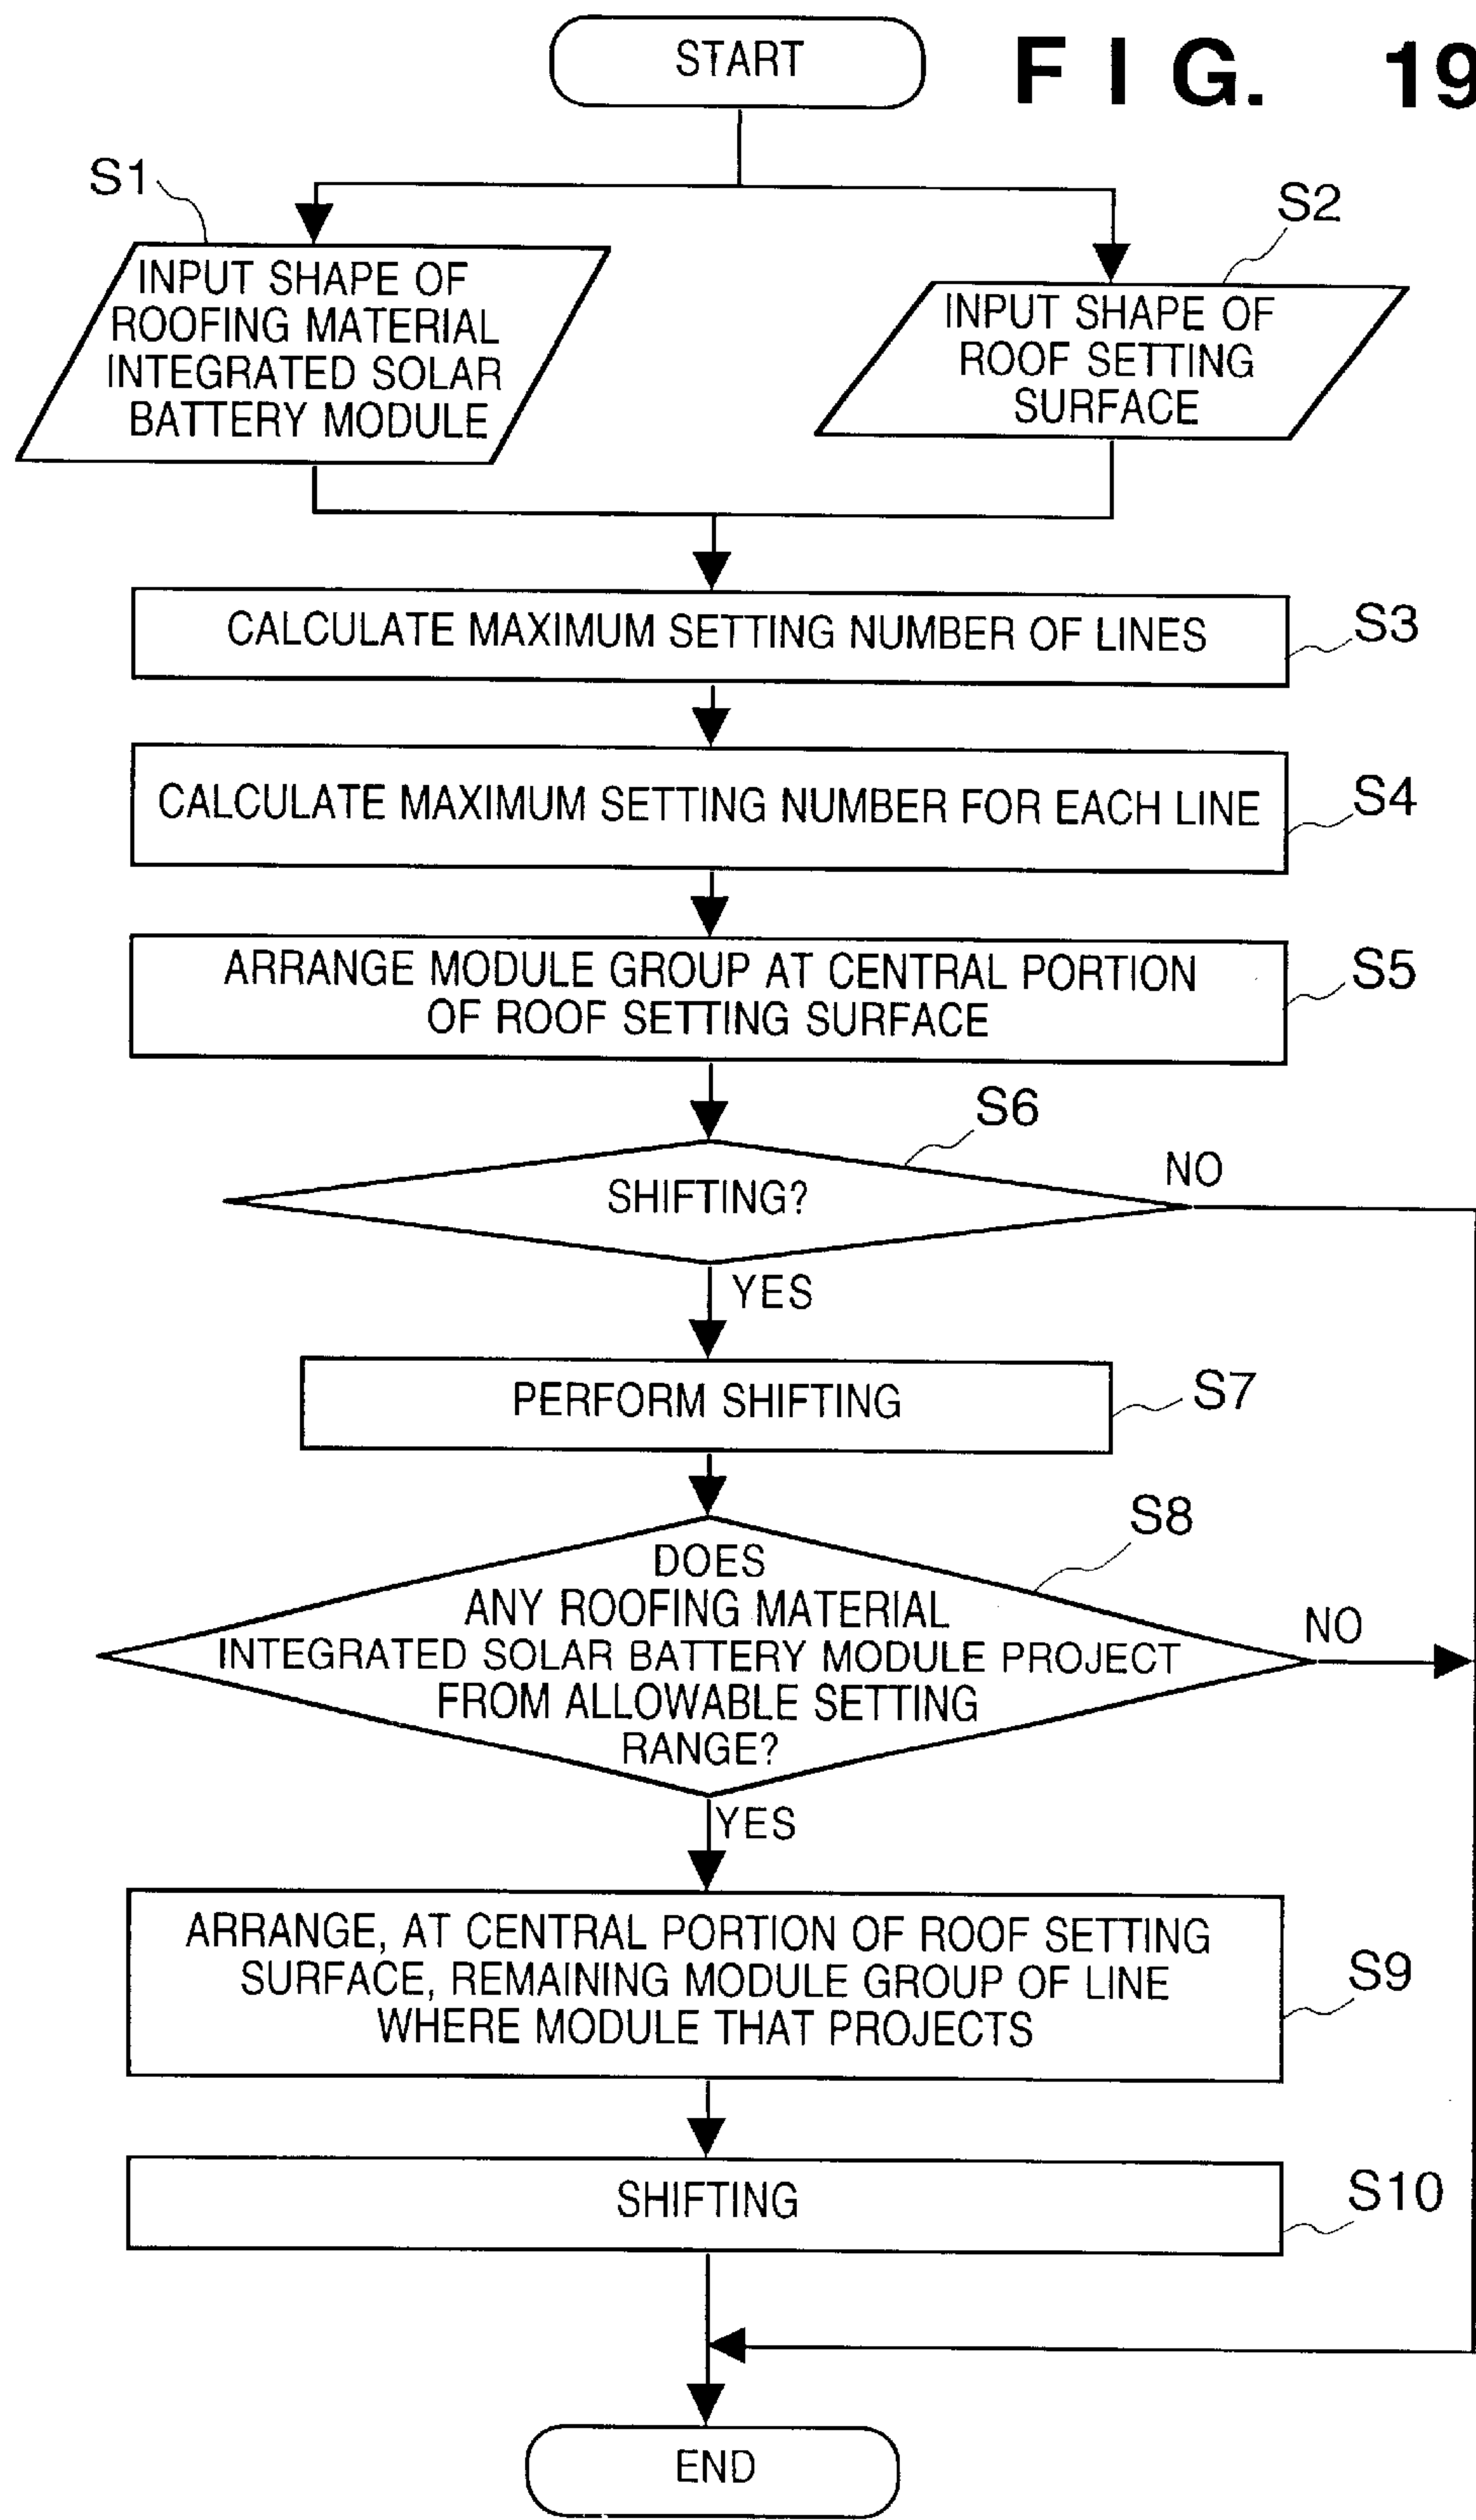 START
FIG. 19
S1
S2
INPUT SHAPE OF
ROOFING MATERIAL
INTEGRATED SOLAR
BATTERY MODULE
INPUT SHAPE OF
ROOF SETTING
SURFACE
CALCULATE MAXIMUM SETTING NUMBER OF LINES
S3
CALCULATE MAXIMUM SETTING NUMBER FOR EACH LINE
S4
ARRANGE MODULE GROUP AT CENTRAL PORTION
OF ROOF SETTING SURFACE
S5
S6
SHIFTING?
NO
YES
PERFORM SHIFTING
S7
S8
DOES
ANY ROOFING MATERIAL
INTEGRATED SOLAR BATTERY MODULE PROJECT
FROM ALLOWABLE SETTING
RANGE?
NO
YES
ARRANGE, AT CENTRAL PORTION OF ROOF SETTING
SURFACE, REMAINING MODULE GROUP OF LINE
WHERE MODULE THAT PROJECTS
S9
SHIFTING
S10
END